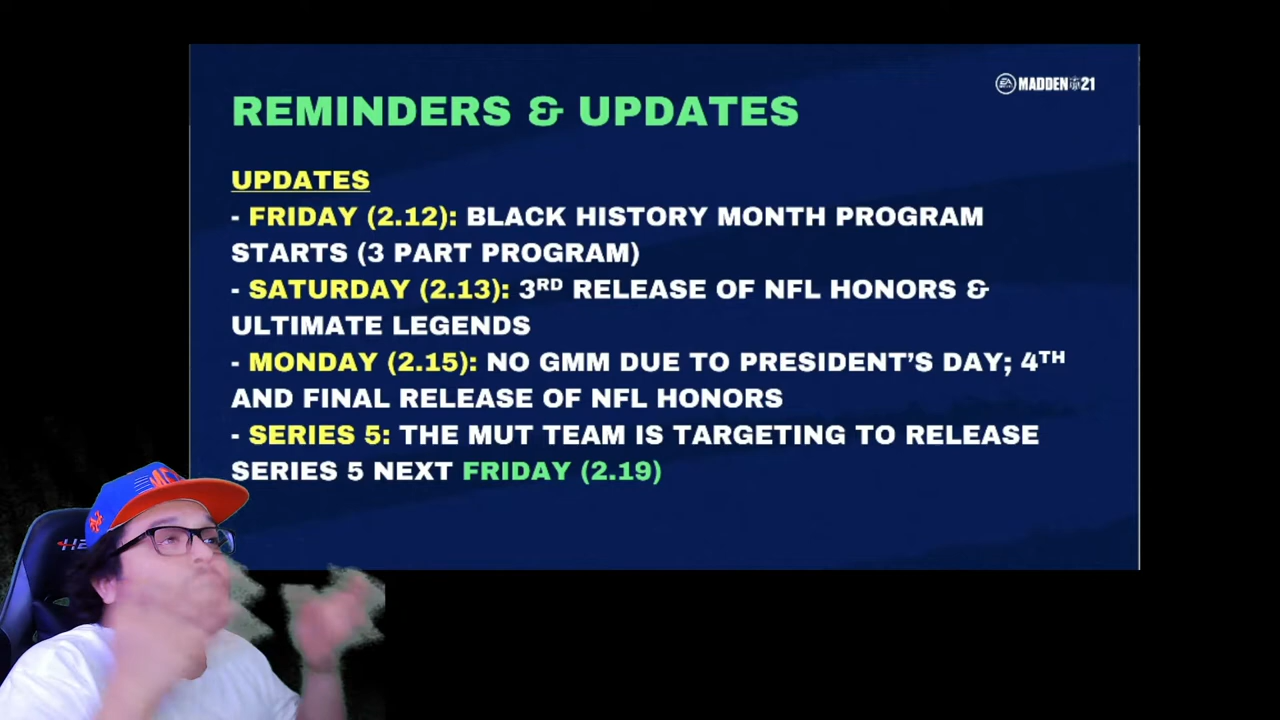 EA MADDEN NFL 21
REMINDERS & UPDATES
UPDATES
- FRIDAY (2.12): BLACK HISTORY MONTH PROGRAM
STARTS (3 PART PROGRAM)
- SATURDAY (2.13): 3RD RELEASE OF NFL HONORS &
ULTIMATE LEGENDS
- MONDAY (2.15): NO GMM DUE TO PRESIDENT'S DAY; 4TH
AND FINAL RELEASE OF NFL HONORS
- SERIES 5: THE MUT TEAM IS TARGETING TO RELEASE
SERIES 5 NEXT FRIDAY (2.19)